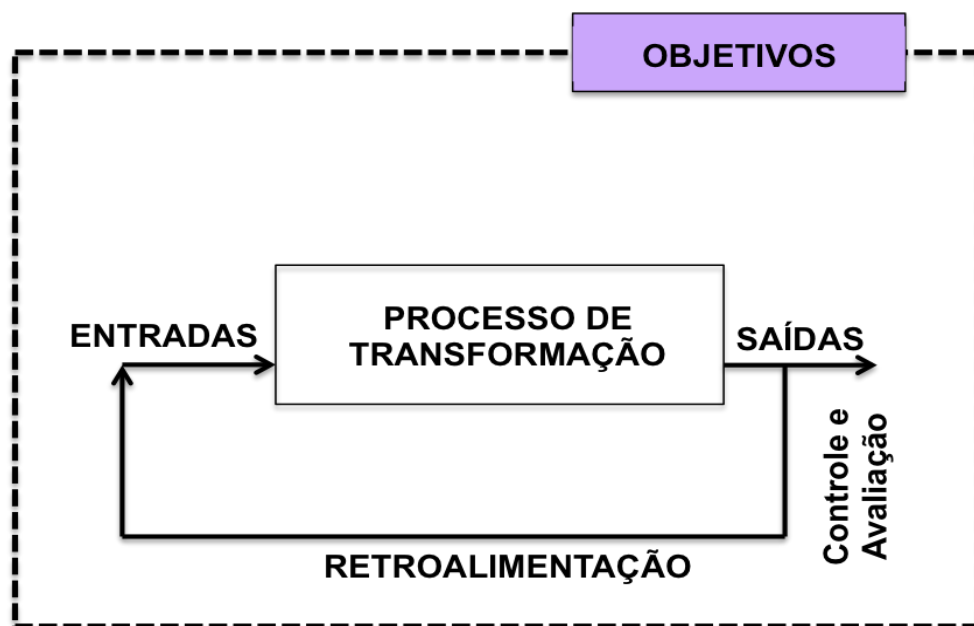 OBJETIVOS
ENTRADAS
PROCESSO DE
TRANSFORMAÇÃO
SAÍDAS
Controle e
Avaliação
RETROALIMENTAÇÃO